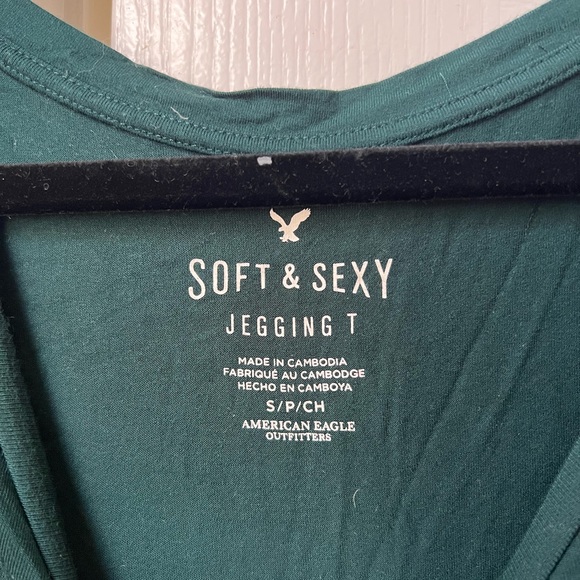 SOFT & SEXY
JEGGING T
MADE IN CAMBODIA
FABRIQUÉ AU CAMBODGE
HECHO EN CAMBOYA
S/P/CH
AMERICAN EAGLE
OUTFITTERS